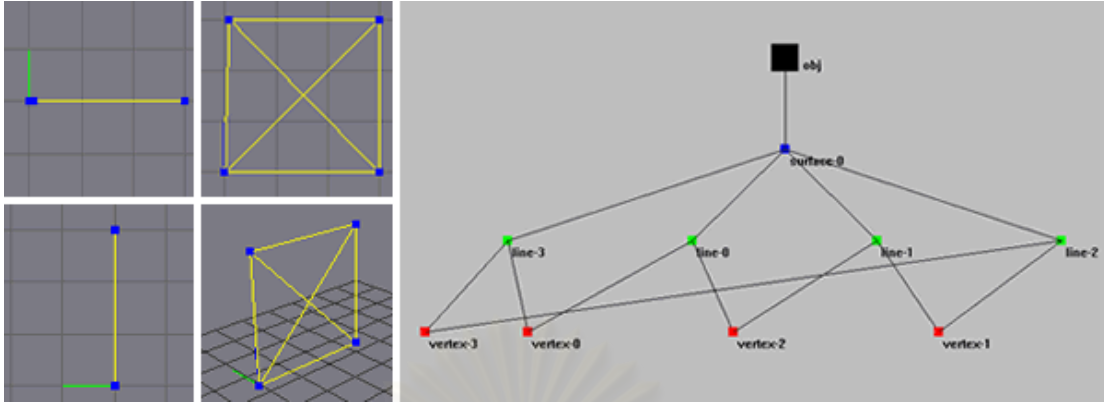 obj
surface-0
line-3
line-0
line-1
line-2
vertex-3
vertex-0
vertex-2
vertex-1